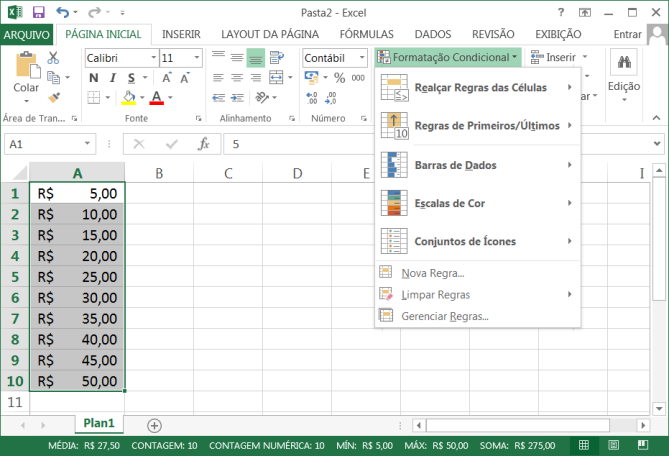 Pasta2 - Excel
ARQUIVO PÁGINA INICIAL INSERIR LAYOUT DA PÁGINA FÓRMULAS DADOS REVISÃO EXIBIÇÃO Entrar
Colar
Área de Tran...
Calibri 11
N I S
A A
A
Fonte
Alinhamento
Contábil
% 000
Número
Formatação Condicional
Inserir
Edição
Realçar Regras das Células
Regras de Primeiros/Últimos
Barras de Dados
Escalas de Cor
Conjuntos de Ícones
Nova Regra...
Limpar Regras
Gerenciar Regras...
A1 fx 5
A B C D E I
1 R$ 5,00
2 R$ 10,00
3 R$ 15,00
4 R$ 20,00
5 R$ 25,00
6 R$ 30,00
7 R$ 35,00
8 R$ 40,00
9 R$ 45,00
10 R$ 50,00
11
Plan1
MÉDIA: R$ 27,50 CONTAGEM: 10 CONTAGEM NUMÉRICA: 10 MÍN: R$ 5,00 MÁX: R$ 50,00 SOMA: R$ 275,00